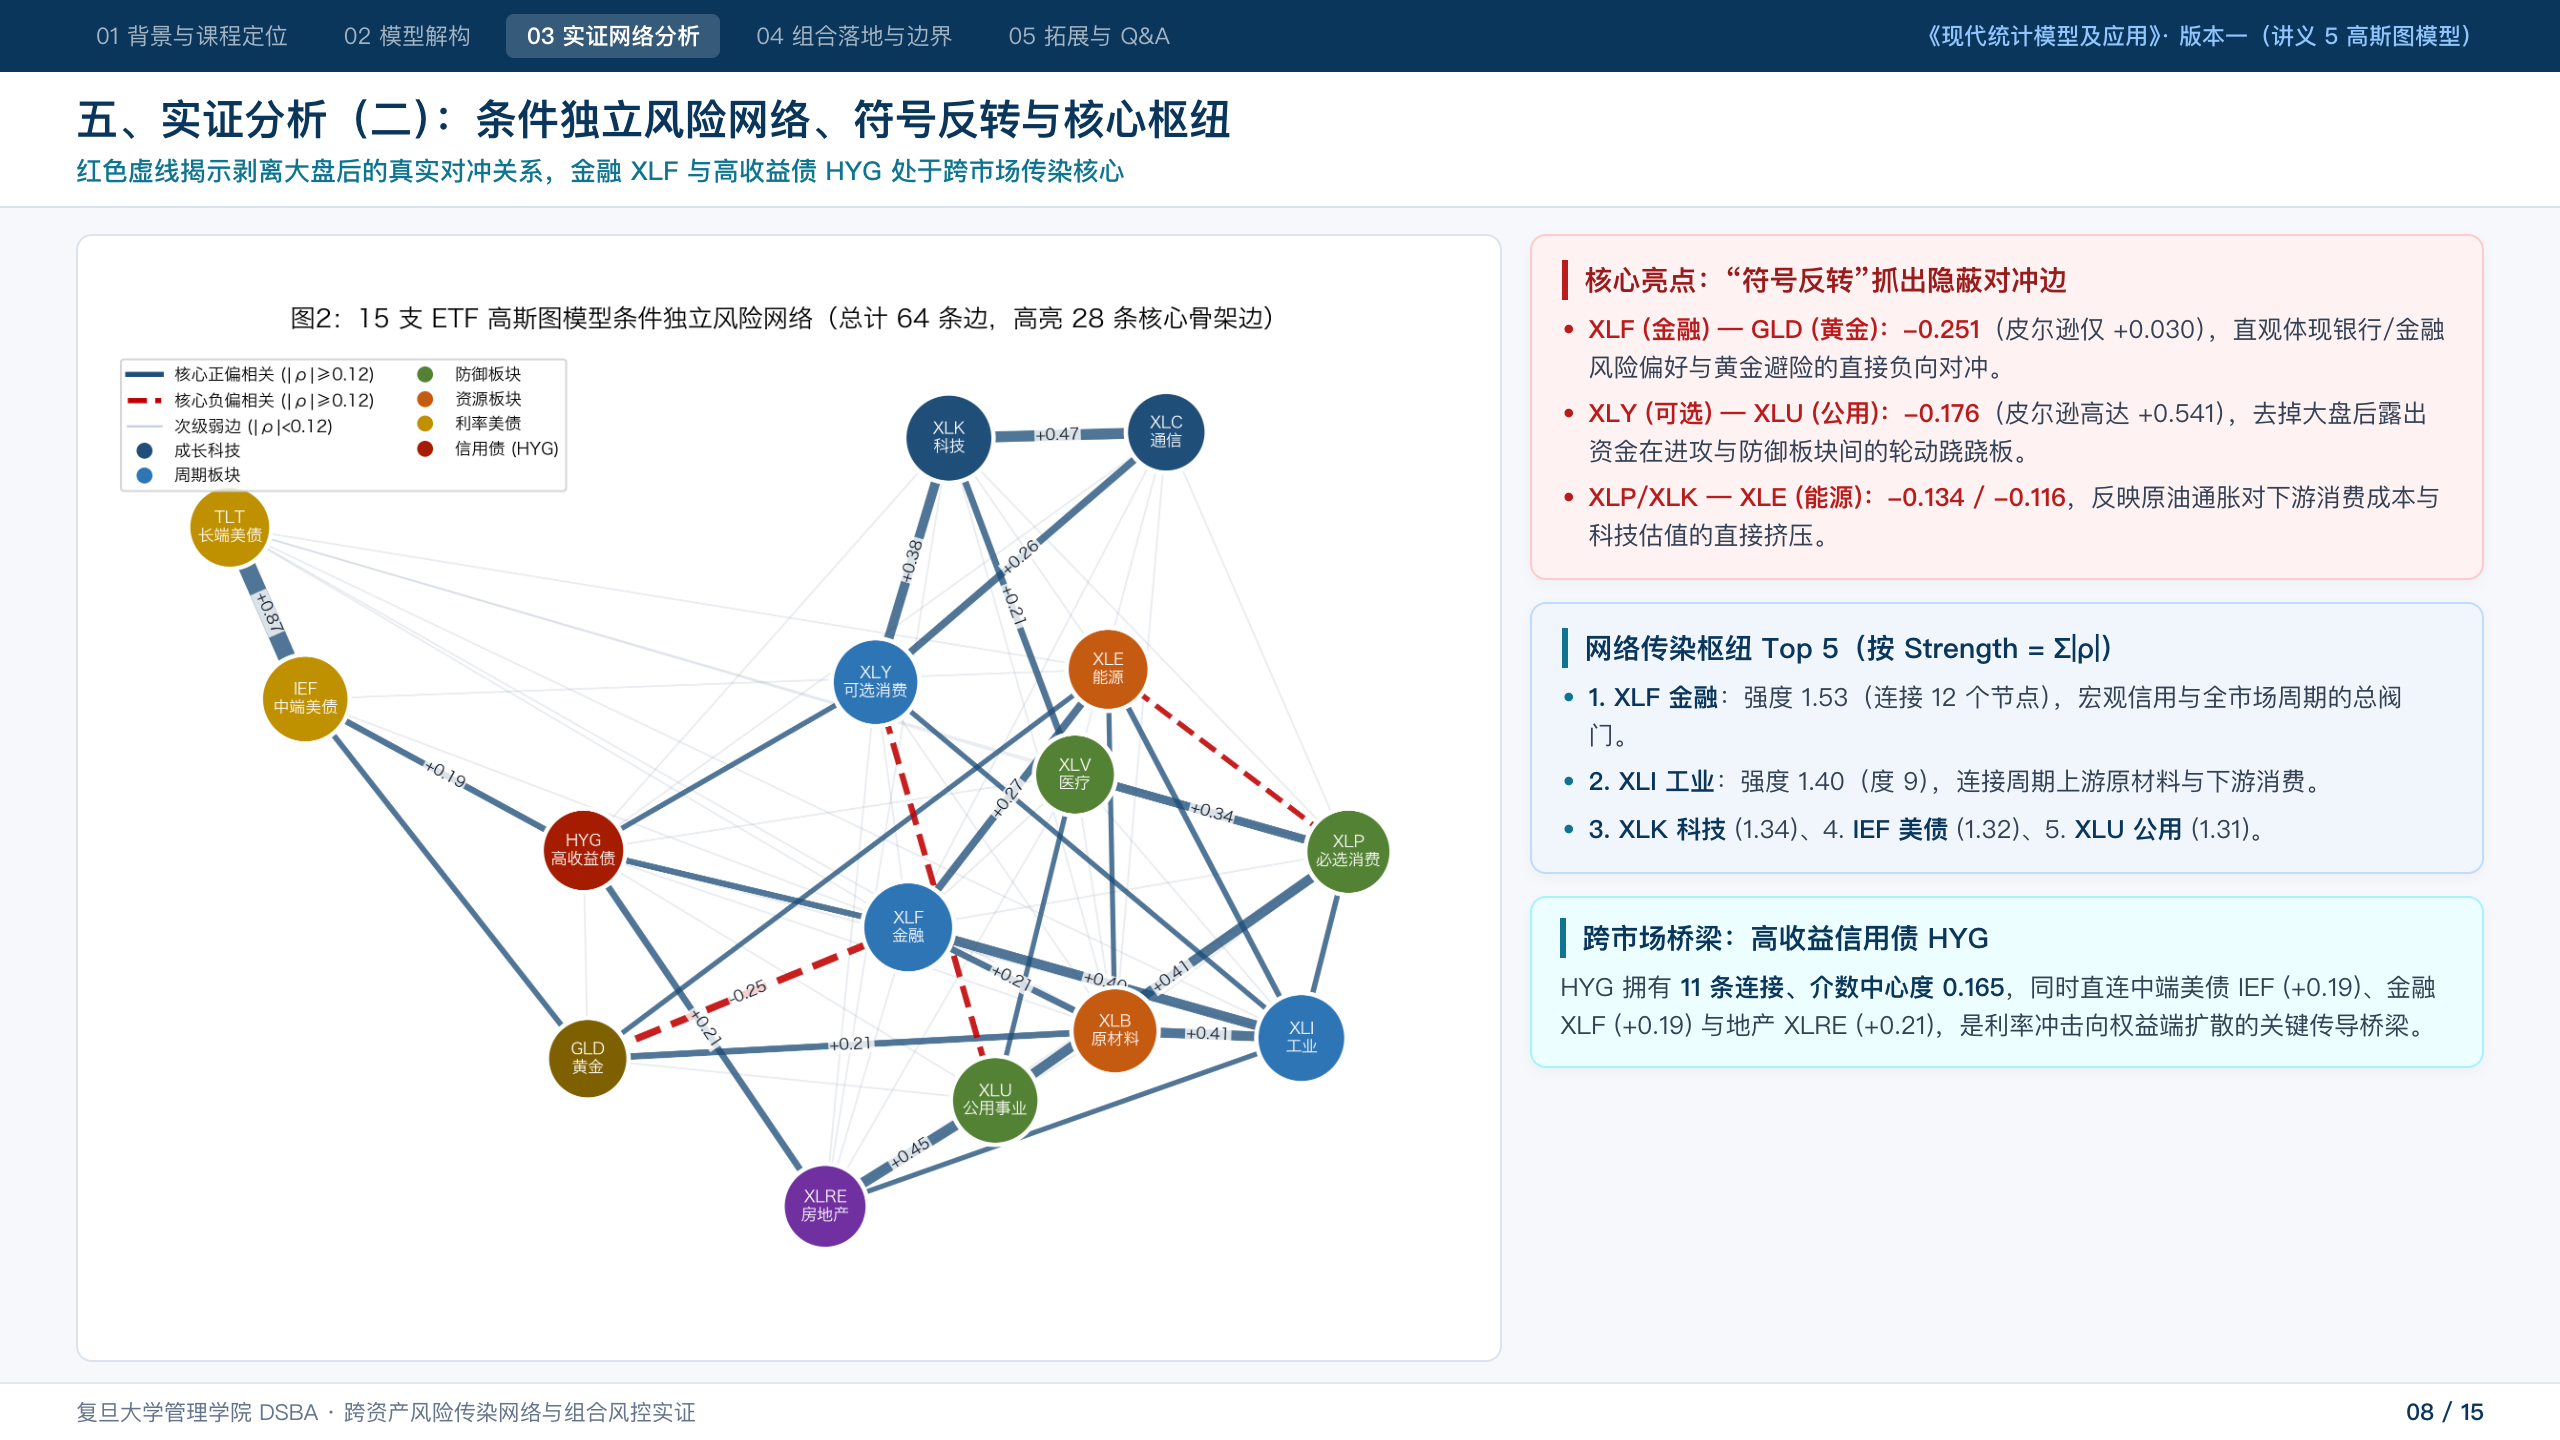 01 背景与课程定位
02 模型解构
03 实证网络分析
04 组合落地与边界
05 拓展与 Q&A
《现代统计模型及应用》· 版本一（讲义 5 高斯图模型）
五、实证分析（二）：条件独立风险网络、符号反转与核心枢纽
红色虚线揭示剥离大盘后的真实对冲关系，金融 XLF 与高收益债 HYG 处于跨市场传染核心
图2：15 支 ETF 高斯图模型条件独立风险网络（总计 64 条边，高亮 28 条核心骨架边）
核心正偏相关 (|ρ|≥0.12)
核心负偏相关 (|ρ|≥0.12)
次级弱边 (|ρ|<0.12)
成长科技
周期板块
防御板块
资源板块
利率美债
信用债 (HYG)
XLK
科技
+0.47
XLC
通信
TLT
长端美债
+0.38
+0.26
+0.21
+0.87
IEF
中端美债
XLY
可选消费
XLE
能源
+0.19
XLV
医疗
+0.27
+0.34
HYG
高收益债
XLP
必选消费
XLF
金融
-0.25
+0.21
+0.40
+0.41
+0.21
GLD
黄金
+0.21
XLB
原材料
+0.41
XLI
工业
XLU
公用事业
+0.45
XLRE
房地产
核心亮点：“符号反转”抓出隐蔽对冲边
• XLF (金融) — GLD (黄金)：−0.251（皮尔逊仅 +0.030），直观体现银行/金融
风险偏好与黄金避险的直接负向对冲。
• XLY (可选) — XLU (公用)：−0.176（皮尔逊高达 +0.541），去掉大盘后露出
资金在进攻与防御板块间的轮动跷跷板。
• XLP/XLK — XLE (能源)：−0.134 / −0.116，反映原油通胀对下游消费成本与
科技估值的直接挤压。
网络传染枢纽 Top 5（按 Strength = Σ|ρ|）
• 1. XLF 金融：强度 1.53（连接 12 个节点），宏观信用与全市场周期的总阀
门。
• 2. XLI 工业：强度 1.40（度 9），连接周期上游原材料与下游消费。
• 3. XLK 科技 (1.34)、4. IEF 美债 (1.32)、5. XLU 公用 (1.31)。
跨市场桥梁：高收益信用债 HYG
HYG 拥有 11 条连接、介数中心度 0.165，同时直连中端美债 IEF (+0.19)、金融
XLF (+0.19) 与地产 XLRE (+0.21)，是利率冲击向权益端扩散的关键传导桥梁。
复旦大学管理学院 DSBA · 跨资产风险传染网络与组合风控实证
08 / 15